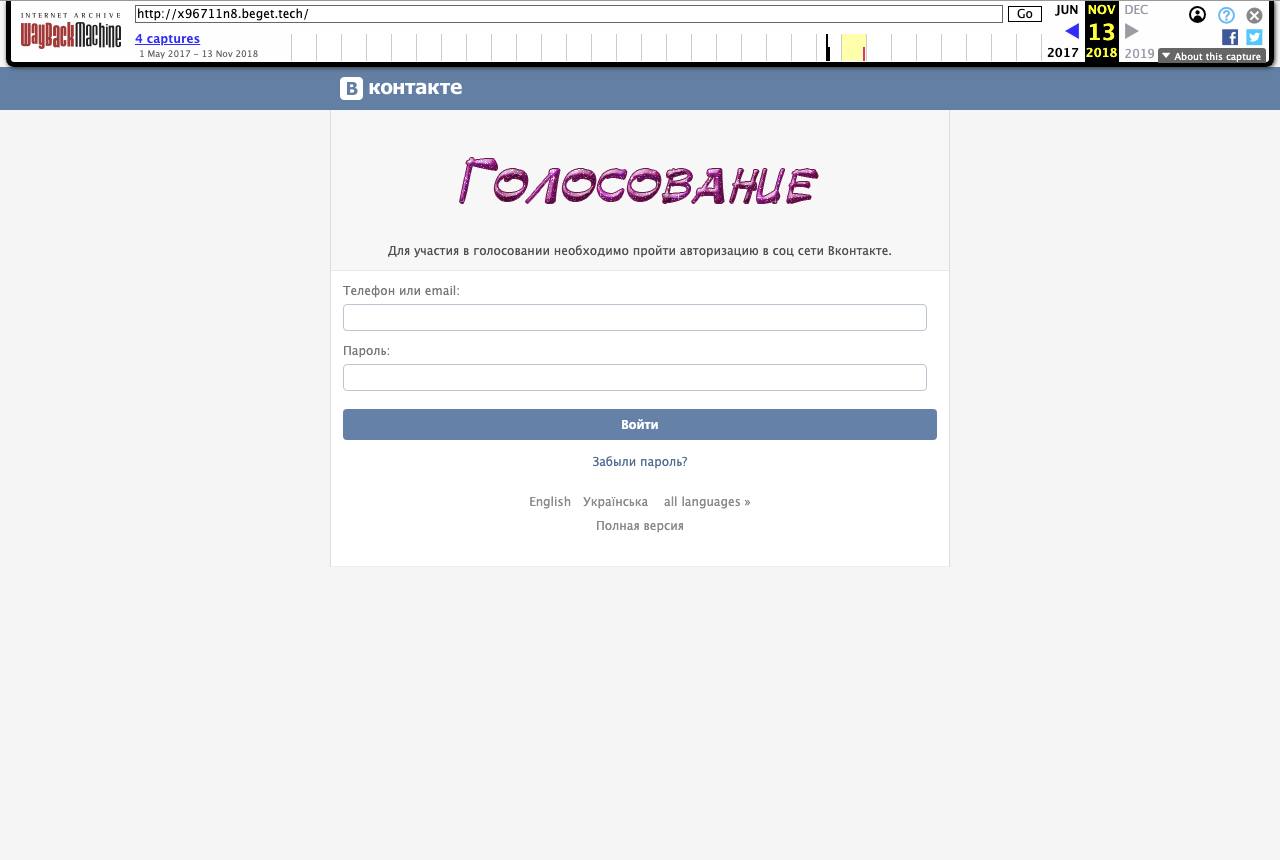 INTERNET ARCHIVE
WayBackMachine
http://x96711n8.beget.tech/
Go
4 captures
1 May 2017 – 13 Nov 2018
JUN
NOV
DEC
13
2017
2018
2019
About this capture
В контакте
Голосование
Для участия в голосовании необходимо пройти авторизацию в соц сети Вконтакте.
Телефон или email:
Пароль:
Войти
Забыли пароль?
English Українська all languages »
Полная версия